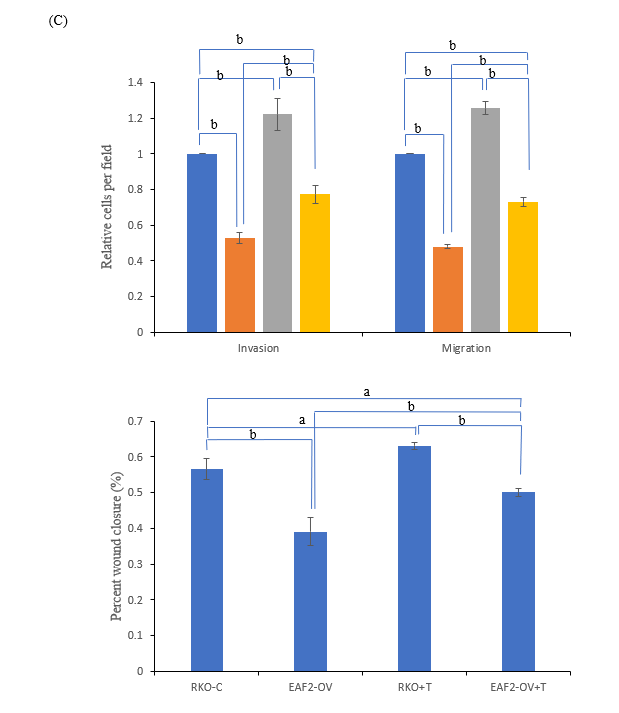 (C)
b
b
b
b
b
b
b
b
b
b
1.4
1.2
1
0.8
0.6
0.4
0.2
0
Relative cells per field
Invasion
Migration
a
b
a
b
b
0.7
0.6
0.5
0.4
0.3
0.2
0.1
0
Percent wound closure (%)
RKO-C
EAF2-OV
RKO+T
EAF2-OV+T